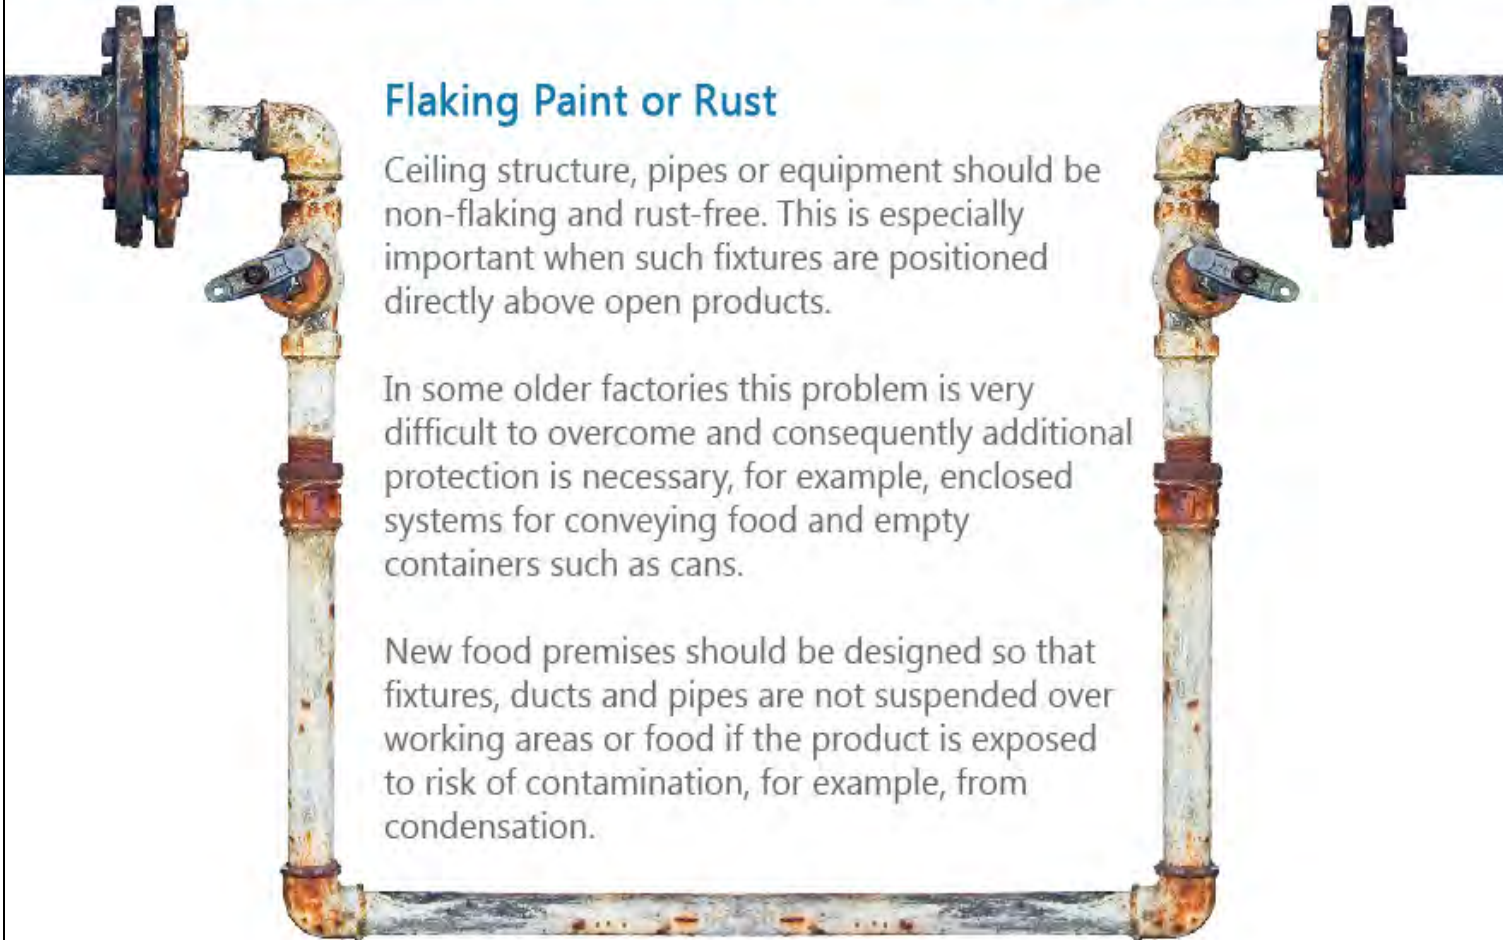 Flaking Paint or Rust
Ceiling structure, pipes or equipment should be
non-flaking and rust-free. This is especially
important when such fixtures are positioned
directly above open products.
In some older factories this problem is very
difficult to overcome and consequently additional
protection is necessary, for example, enclosed
systems for conveying food and empty
containers such as cans.
New food premises should be designed so that
fixtures, ducts and pipes are not suspended over
working areas or food if the product is exposed
to risk of contamination, for example, from
condensation.